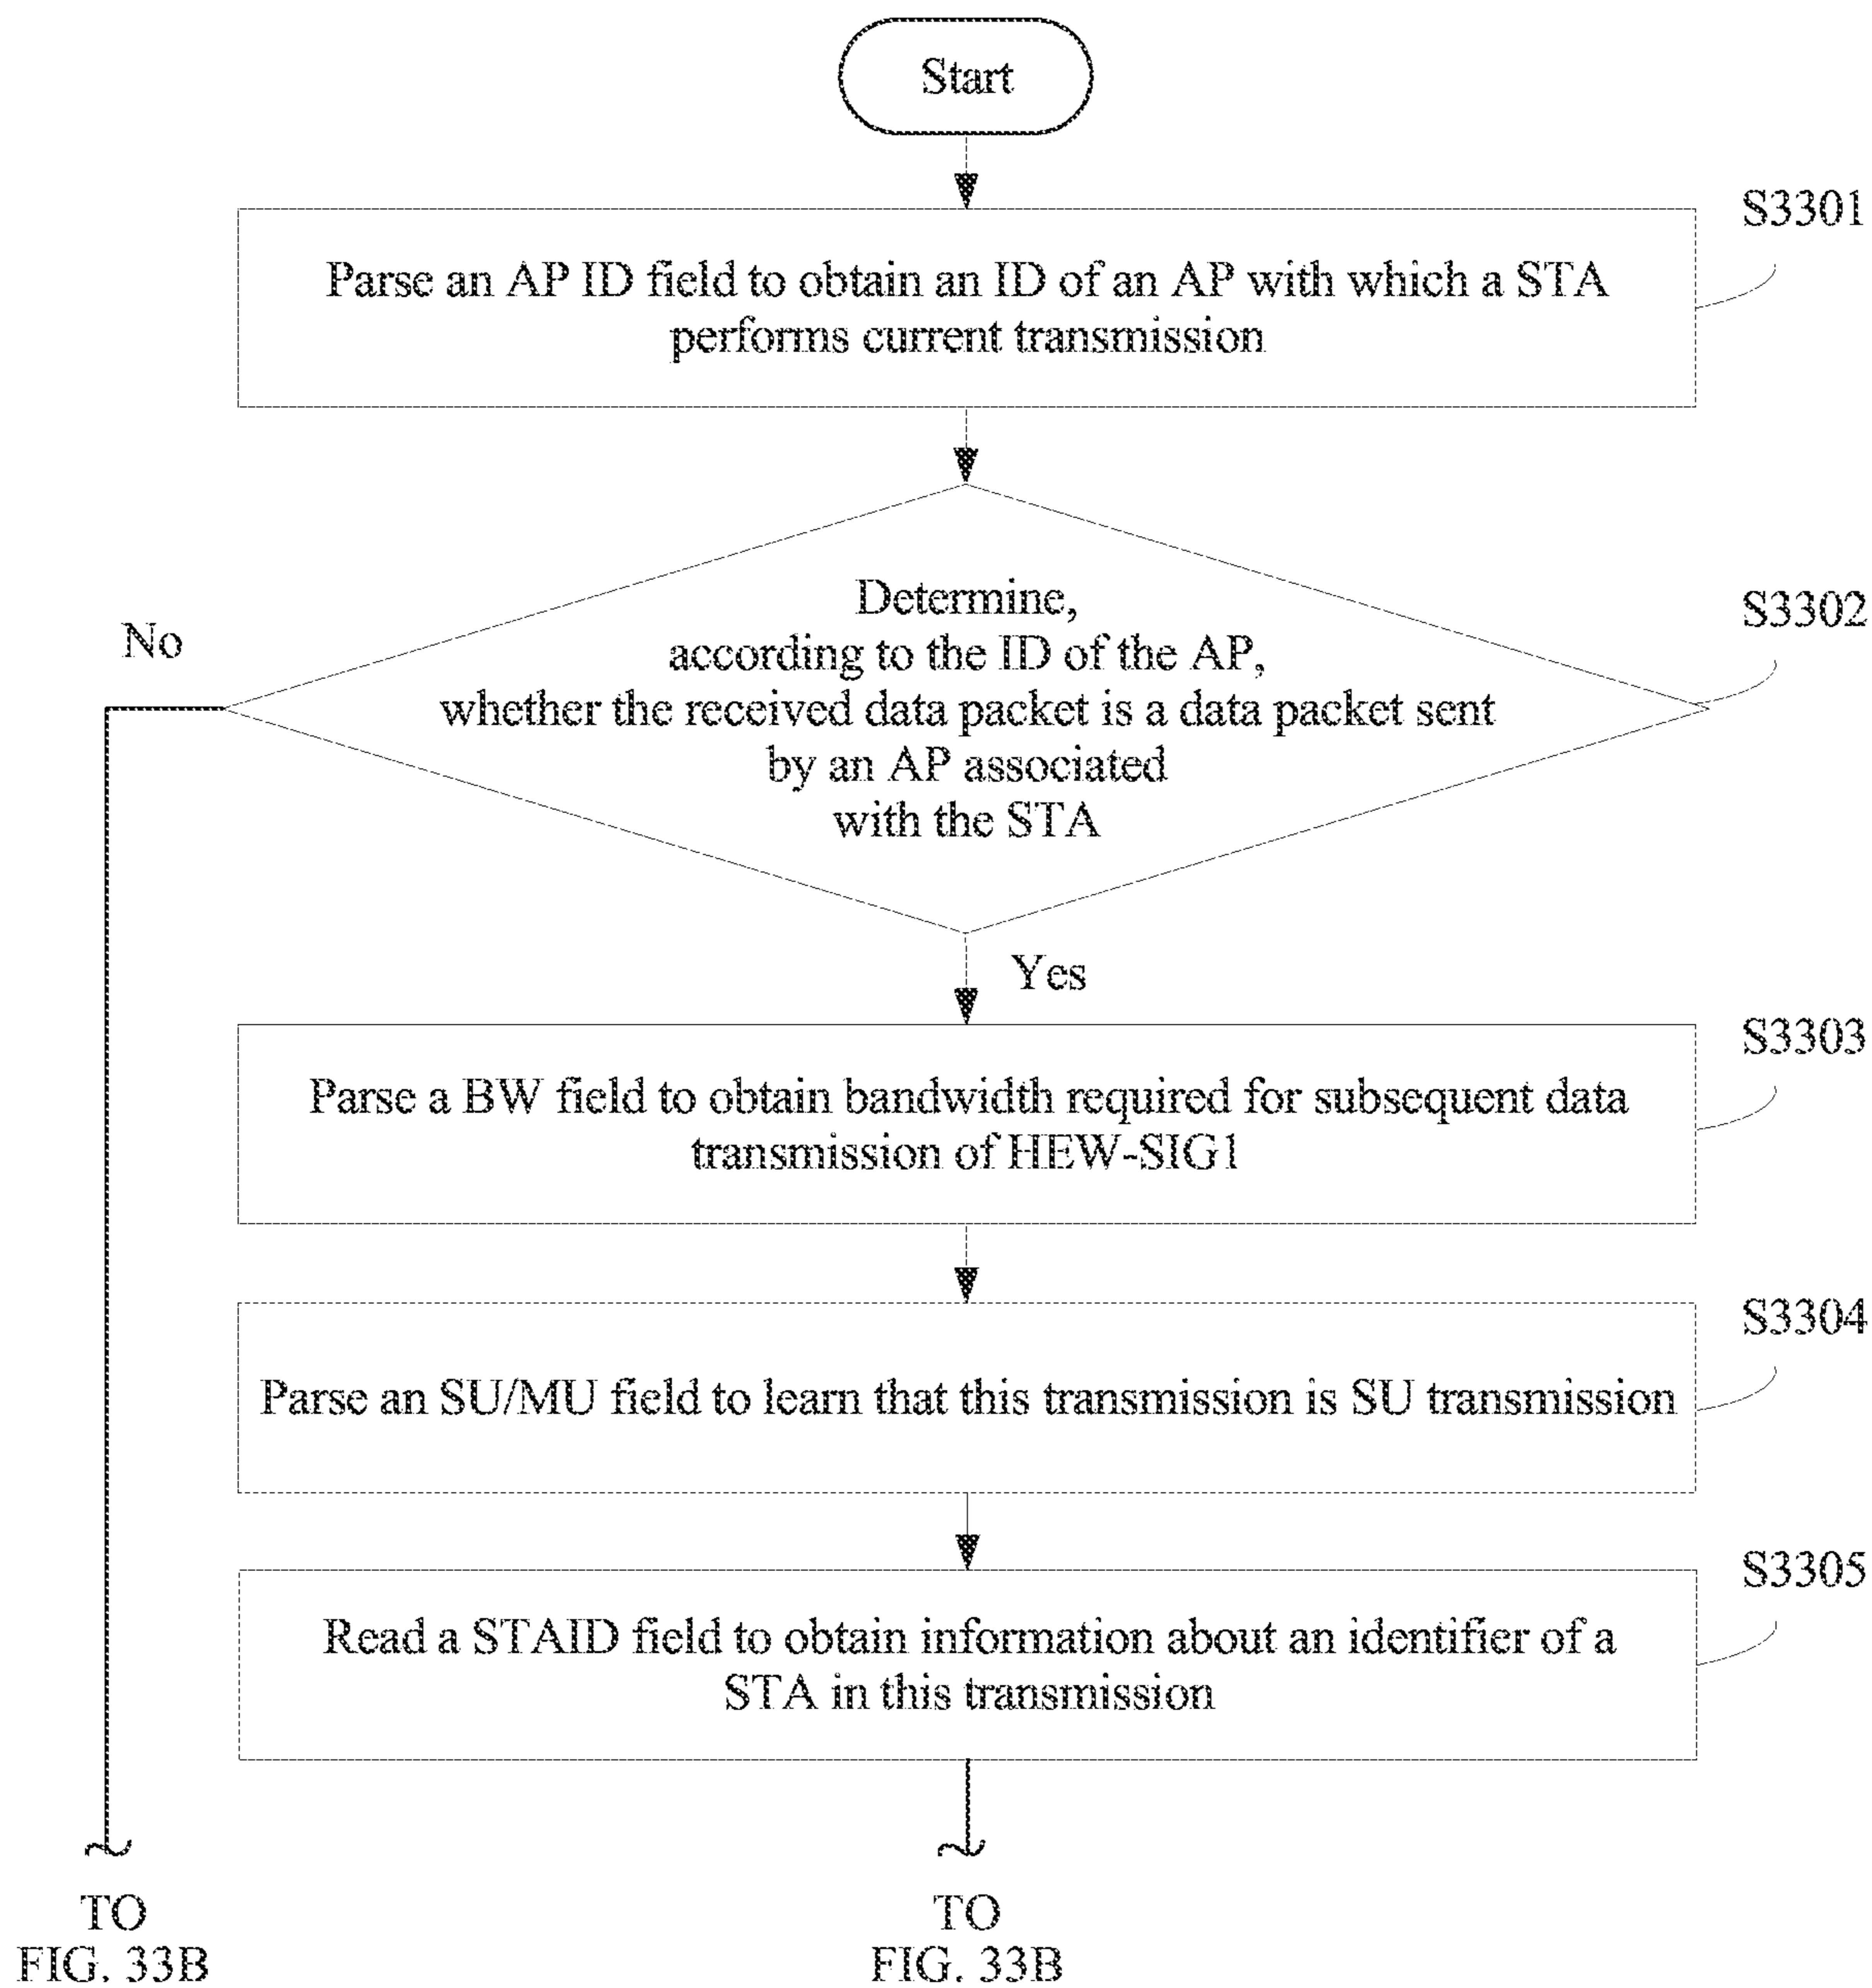 Start
S3301
Parse an AP ID field to obtain an ID of an AP with which a STA
performs current transmission
S3302
No
Determine,
according to the ID of the AP,
whether the received data packet is a data packet sent
by an AP associated
with the STA
Yes
S3303
Parse a BW field to obtain bandwidth required for subsequent data
transmission of HEW-SIG1
S3304
Parse an SU/MU field to learn that this transmission is SU transmission
S3305
Read a STAID field to obtain information about an identifier of a
STA in this transmission
TO
FIG. 33B
TO
FIG. 33B